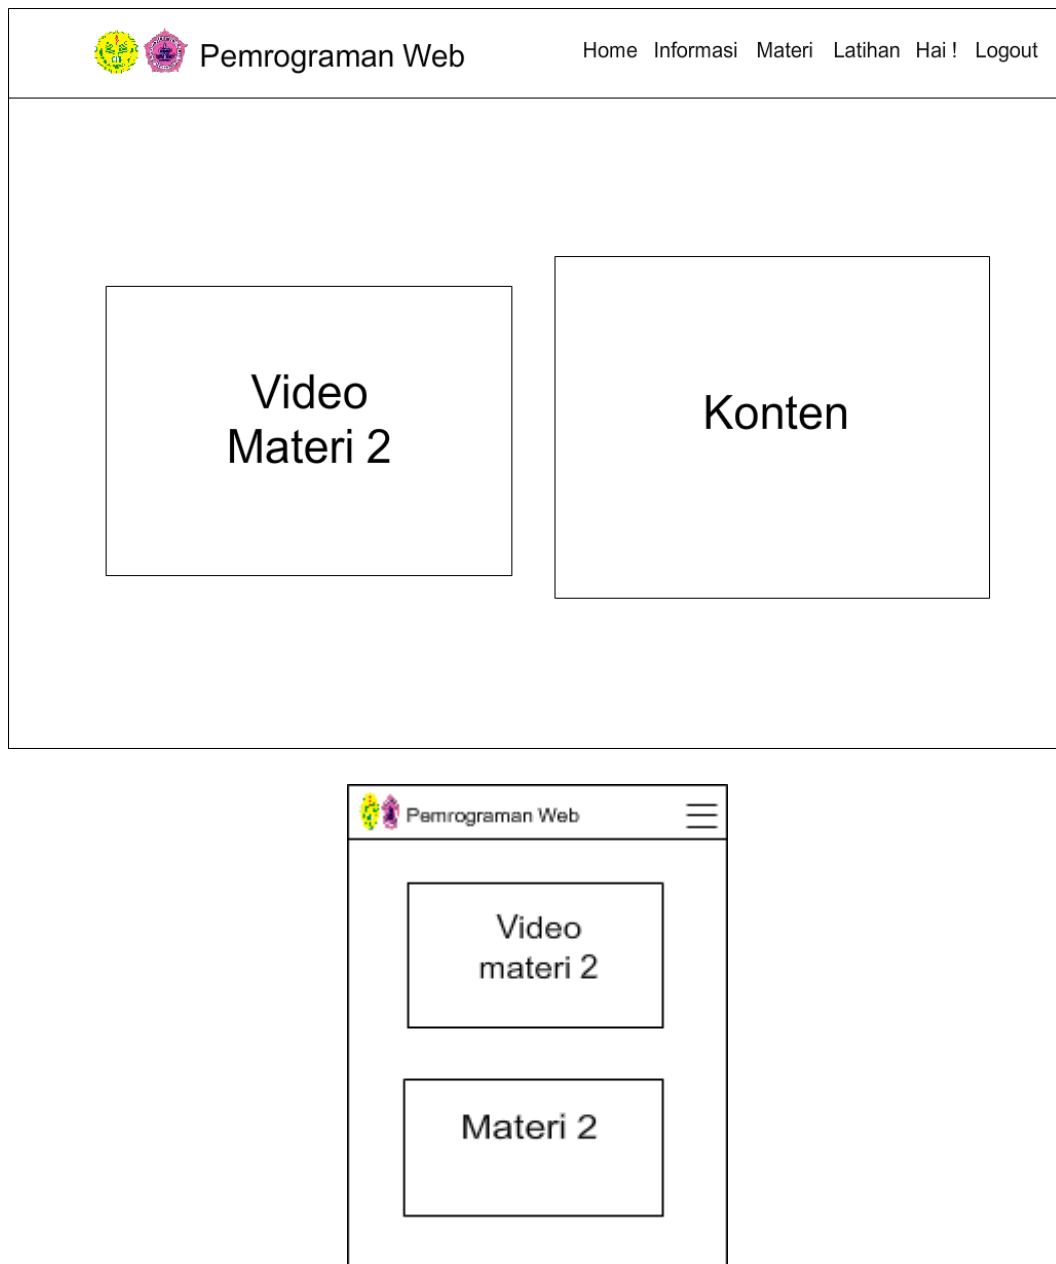 Pemrograman Web
Home Informasi Materi Latihan Hai ! Logout
Video
Materi 2
Konten
Pemrograman Web
Video
materi 2
Materi 2